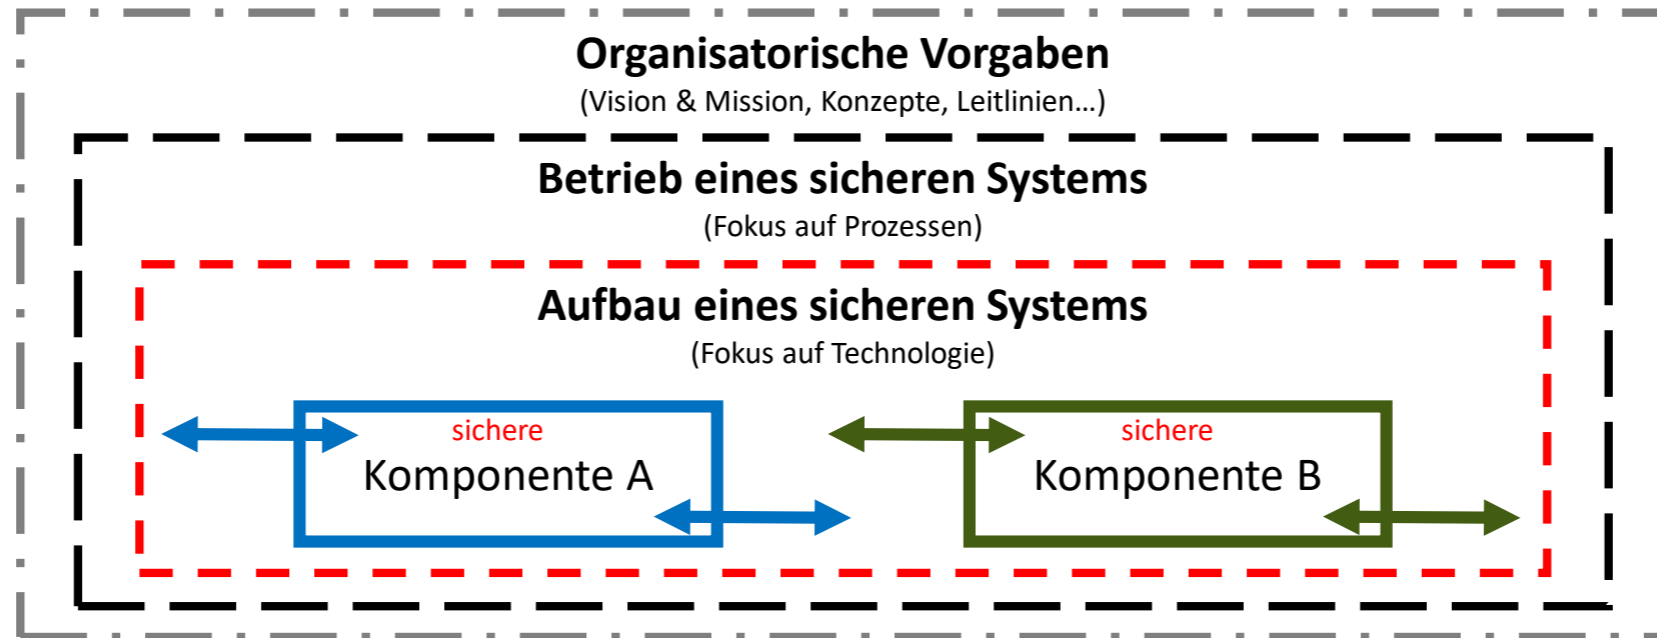 Organisatorische Vorgaben
(Vision & Mission, Konzepte, Leitlinien…)
Betrieb eines sicheren Systems
(Fokus auf Prozessen)
Aufbau eines sicheren Systems
(Fokus auf Technologie)
sichere
Komponente A
sichere
Komponente B